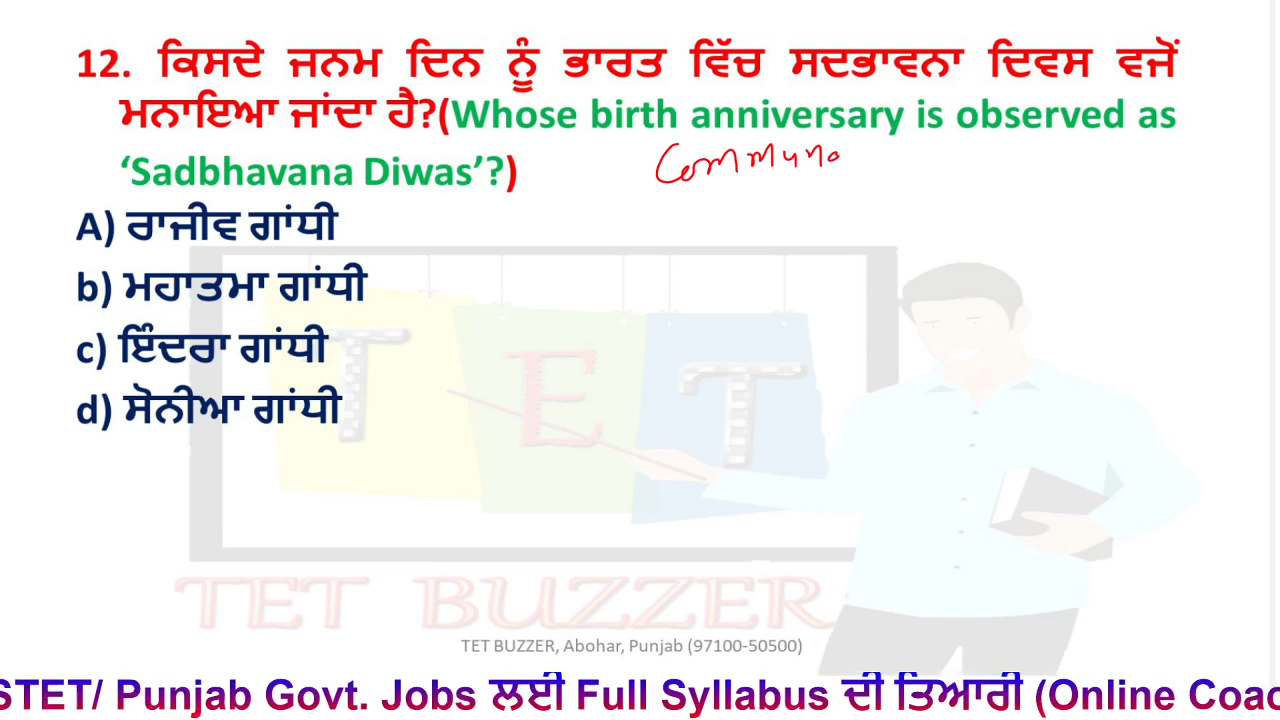 12. ਕਿਸਦੇ ਜਨਮ ਦਿਨ ਨੂੰ ਭਾਰਤ ਵਿੱਚ ਸਦਭਾਵਨਾ ਦਿਵਸ ਵਜੋਂ
ਮਨਾਇਆ ਜਾਂਦਾ ਹੈ?(Whose birth anniversary is observed as
‘Sadbhavana Diwas’?)
Communa
A) ਰਾਜੀਵ ਗਾਂਧੀ
b) ਮਹਾਤਮਾ ਗਾਂਧੀ
c) ਇੰਦਰਾ ਗਾਂਧੀ
d) ਸੋਨੀਆ ਗਾਂਧੀ
T E T
TET BUZZER
TET BUZZER, Abohar, Punjab (97100-50500)
STET/ Punjab Govt. Jobs ਲਈ Full Syllabus ਦੀ ਤਿਆਰੀ (Online Coac